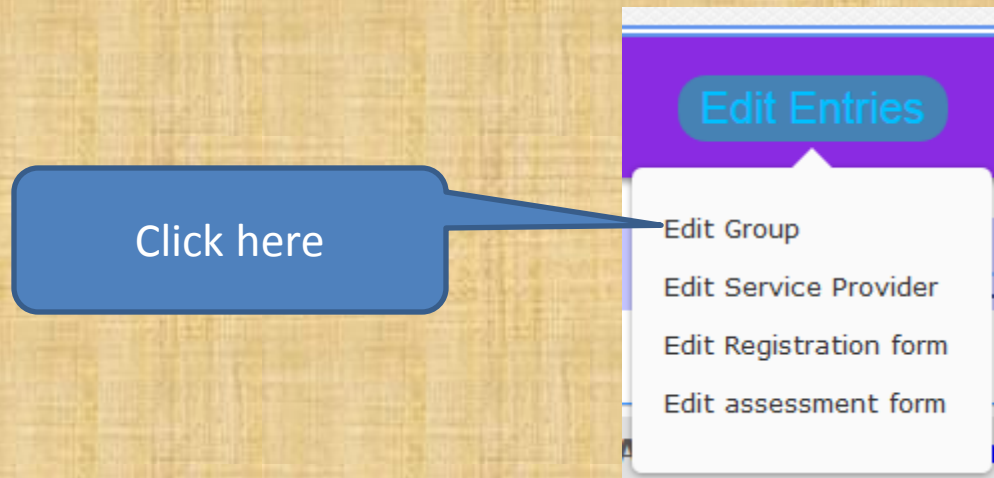 Edit Entries
Click here
Edit Group
Edit Service Provider
Edit Registration form
Edit assessment form